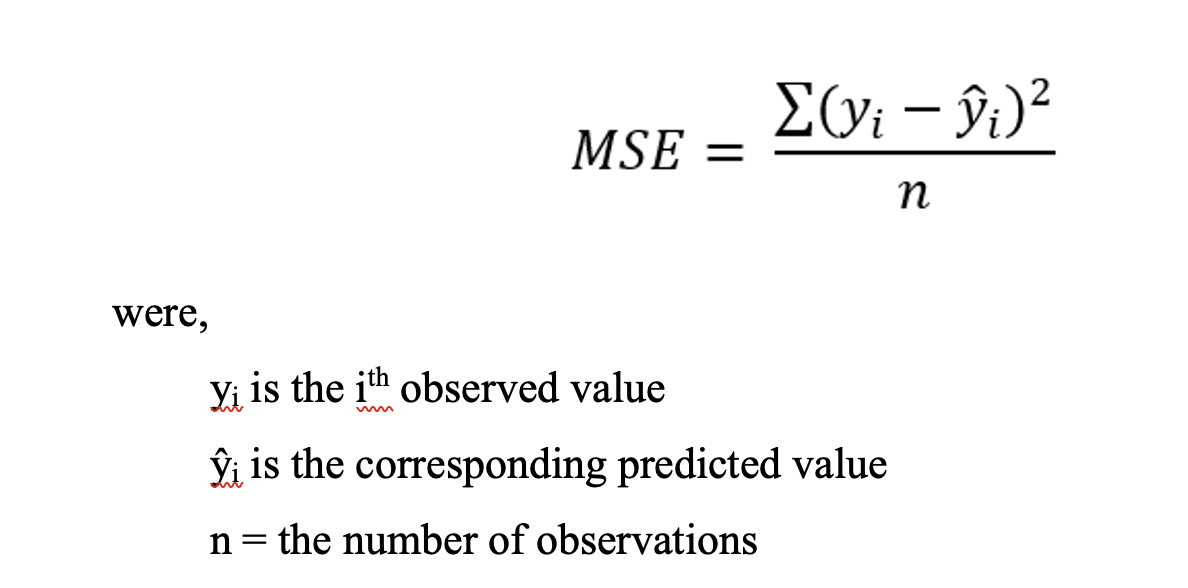 MSE = Σ(yᵢ − ŷᵢ)² / n
were,
yᵢ is the iᵗʰ observed value
ŷᵢ is the corresponding predicted value
n = the number of observations